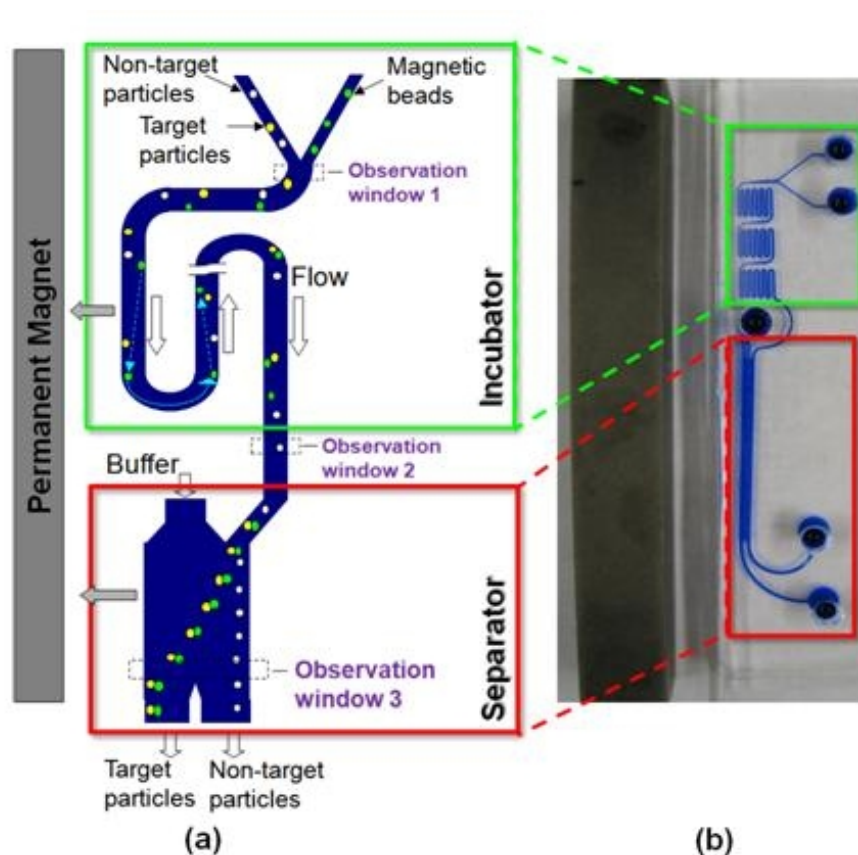 Non-target
particles
Magnetic
beads
Target
particles
Observation
window 1
Permanent Magnet
Flow
Incubator
Observation
window 2
Buffer
Separator
Observation
window 3
Target
particles
Non-target
particles
(a)
(b)